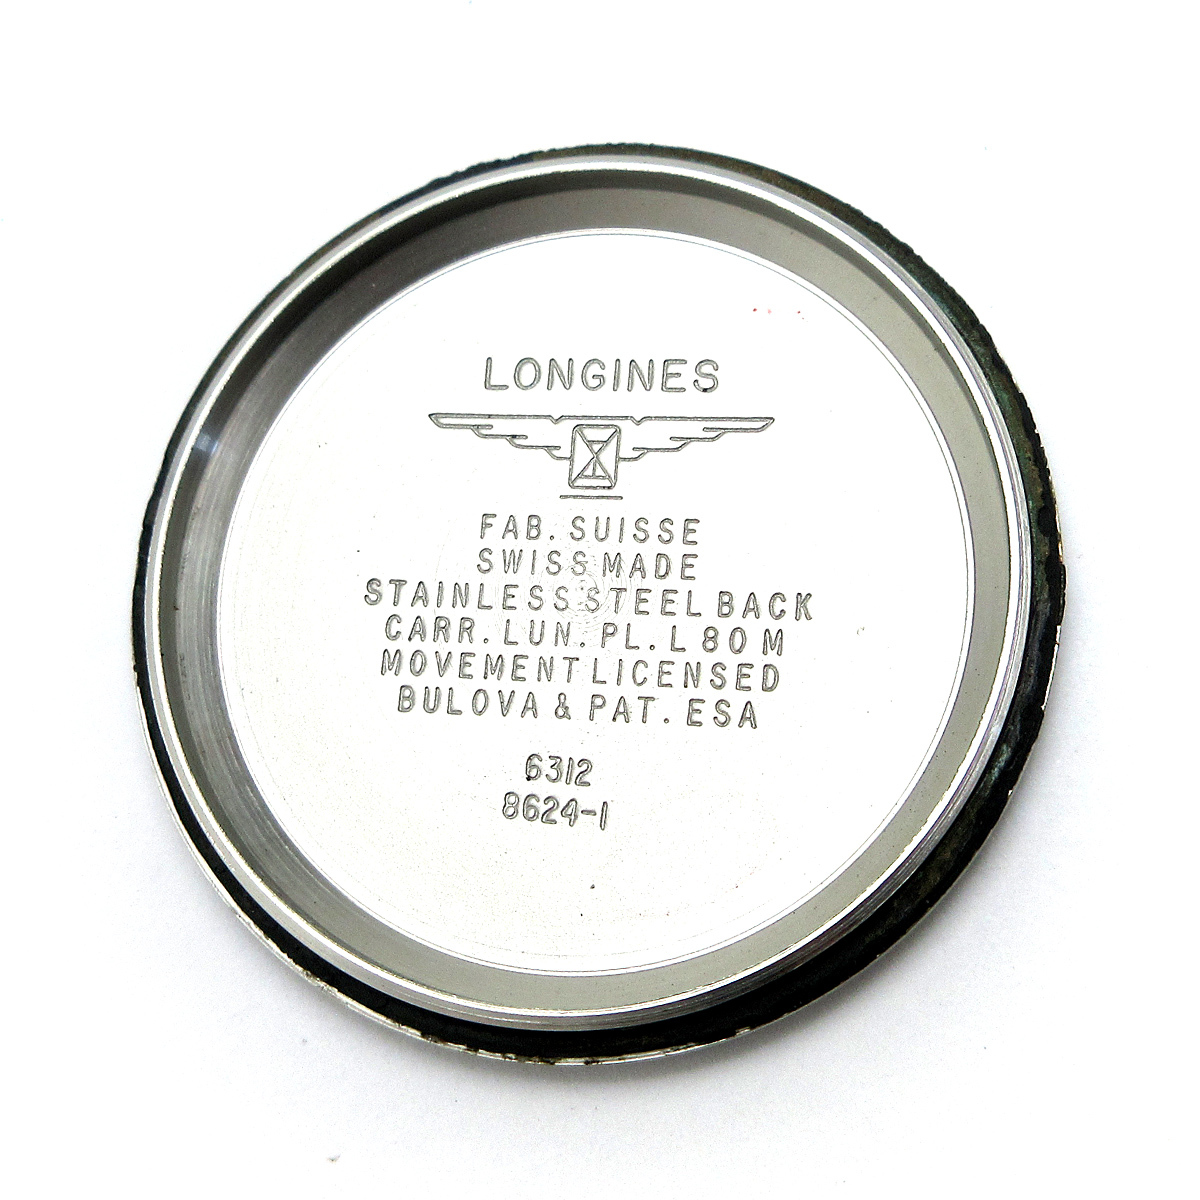 LONGINES
FAB. SUISSE
SWISS MADE
STAINLESS STEEL BACK
CARR. LUN. PL. L 80 M
MOVEMENT LICENSED
BULOVA & PAT. ESA
6312
8624-1